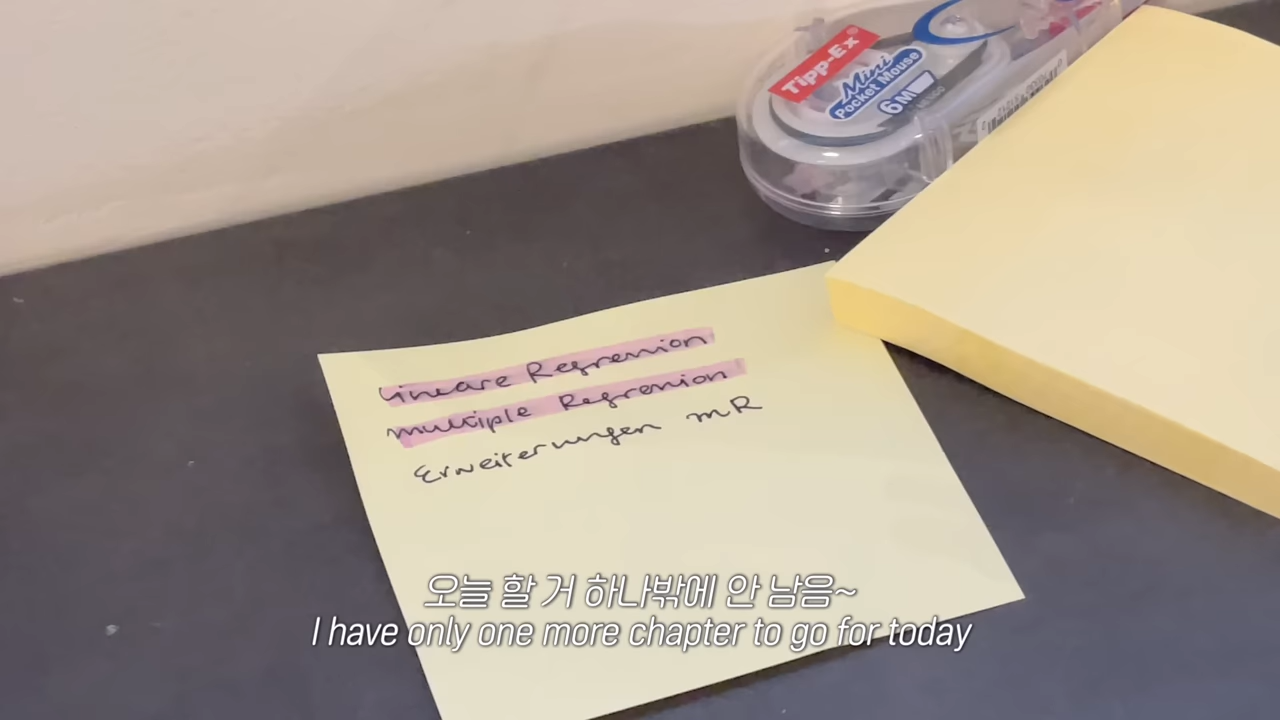 Tipp-Ex
Mini
Pocket Mouse
6M
Lineare Regression
multiple Regression
Erweiterungen mR
오늘 할 거 하나밖에 안 남음~
I have only one more chapter to go for today